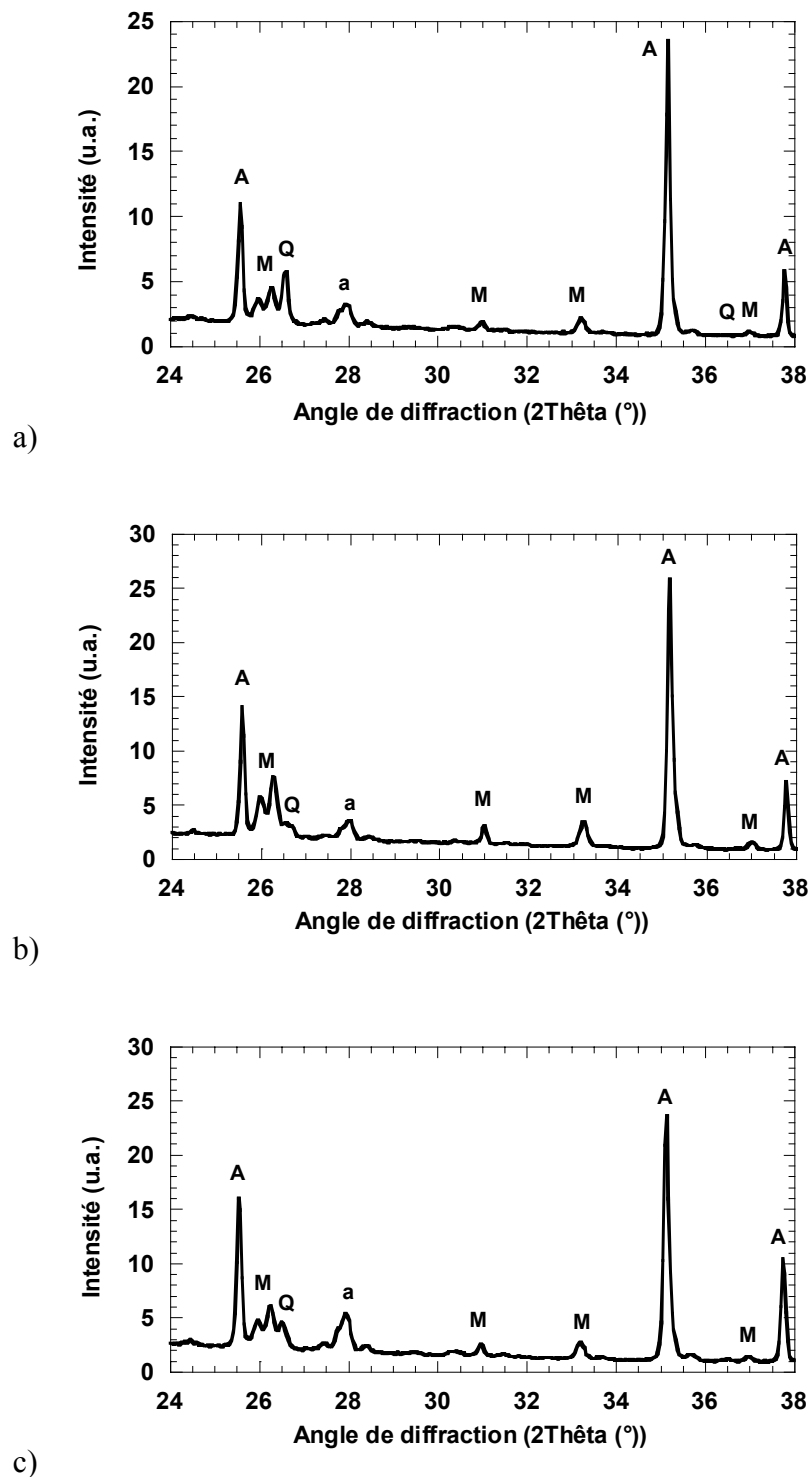 25
20
15
10
5
0
Intensité (u.a.)
A
M
Q
a
M
M
A
Q
M
A
24 26 28 30 32 34 36 38
Angle de diffraction (2Thêta (°))
a)
30
25
20
15
10
5
0
Intensité (u.a.)
A
M
Q
a
M
M
A
M
A
24 26 28 30 32 34 36 38
Angle de diffraction (2Thêta (°))
b)
30
25
20
15
10
5
0
Intensité (u.a.)
A
M
Q
a
M
M
A
M
A
24 26 28 30 32 34 36 38
Angle de diffraction (2Thêta (°))
c)